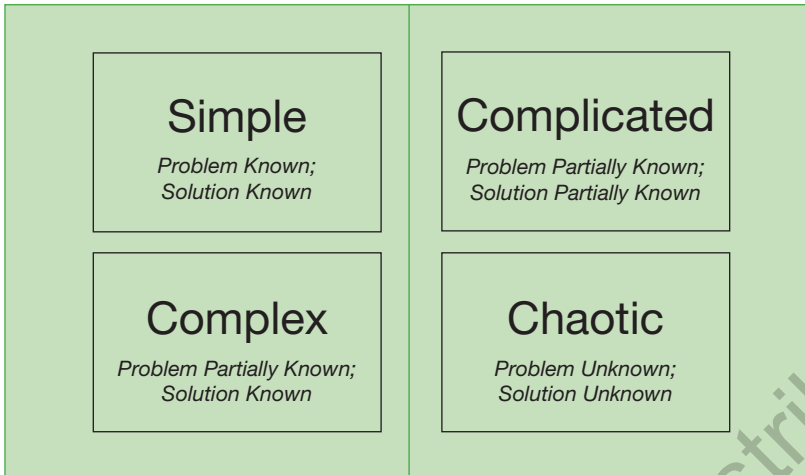 Simple
Problem Known;
Solution Known
Complicated
Problem Partially Known;
Solution Partially Known
Complex
Problem Partially Known;
Solution Known
Chaotic
Problem Unknown;
Solution Unknown